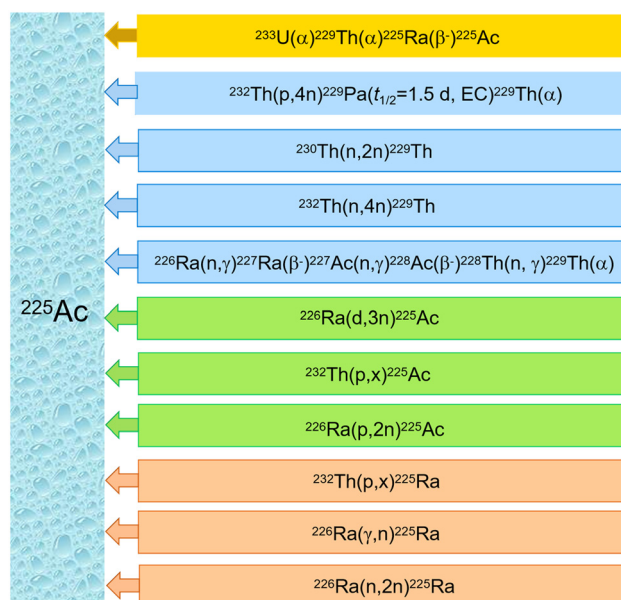 ²³³U(α)²²⁹Th(α)²²⁵Ra(β⁻)²²⁵Ac
²³²Th(p,4n)²²⁹Pa(t₁/₂=1.5 d, EC)²²⁹Th(α)
²³⁰Th(n,2n)²²⁹Th
²³²Th(n,4n)²²⁹Th
²²⁶Ra(n,γ)²²⁷Ra(β⁻)²²⁷Ac(n,γ)²²⁸Ac(β⁻)²²⁸Th(n, γ)²²⁹Th(α)
²²⁵Ac
²²⁶Ra(d,3n)²²⁵Ac
²³²Th(p,x)²²⁵Ac
²²⁶Ra(p,2n)²²⁵Ac
²³²Th(p,x)²²⁵Ra
²²⁶Ra(γ,n)²²⁵Ra
²²⁶Ra(n,2n)²²⁵Ra